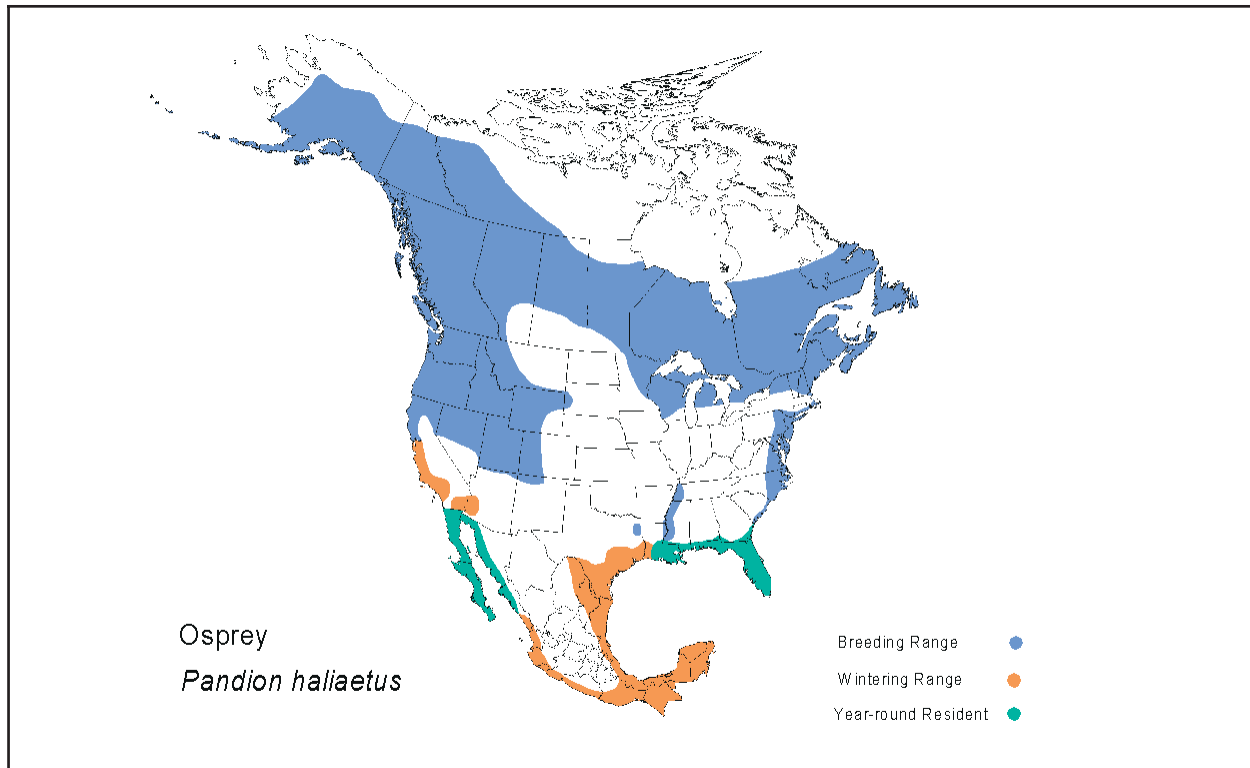 Osprey
Pandion haliaetus
Breeding Range
Wintering Range
Year-round Resident